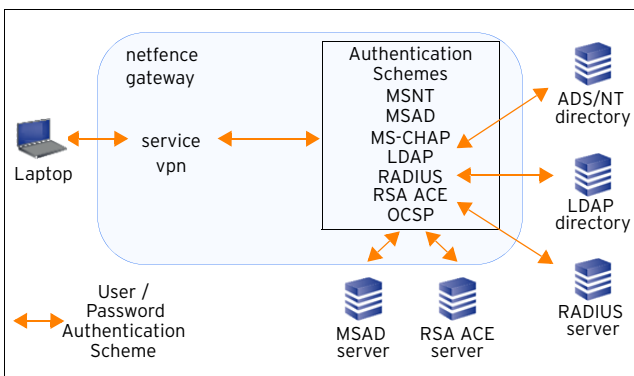 netfence
gateway
Authentication
Schemes
MSNT
MSAD
MS-CHAP
LDAP
RADIUS
RSA ACE
OCSP
ADS/NT
directory
service
vpn
Laptop
LDAP
directory
RADIUS
server
User /
Password
Authentication
Scheme
MSAD
server
RSA ACE
server